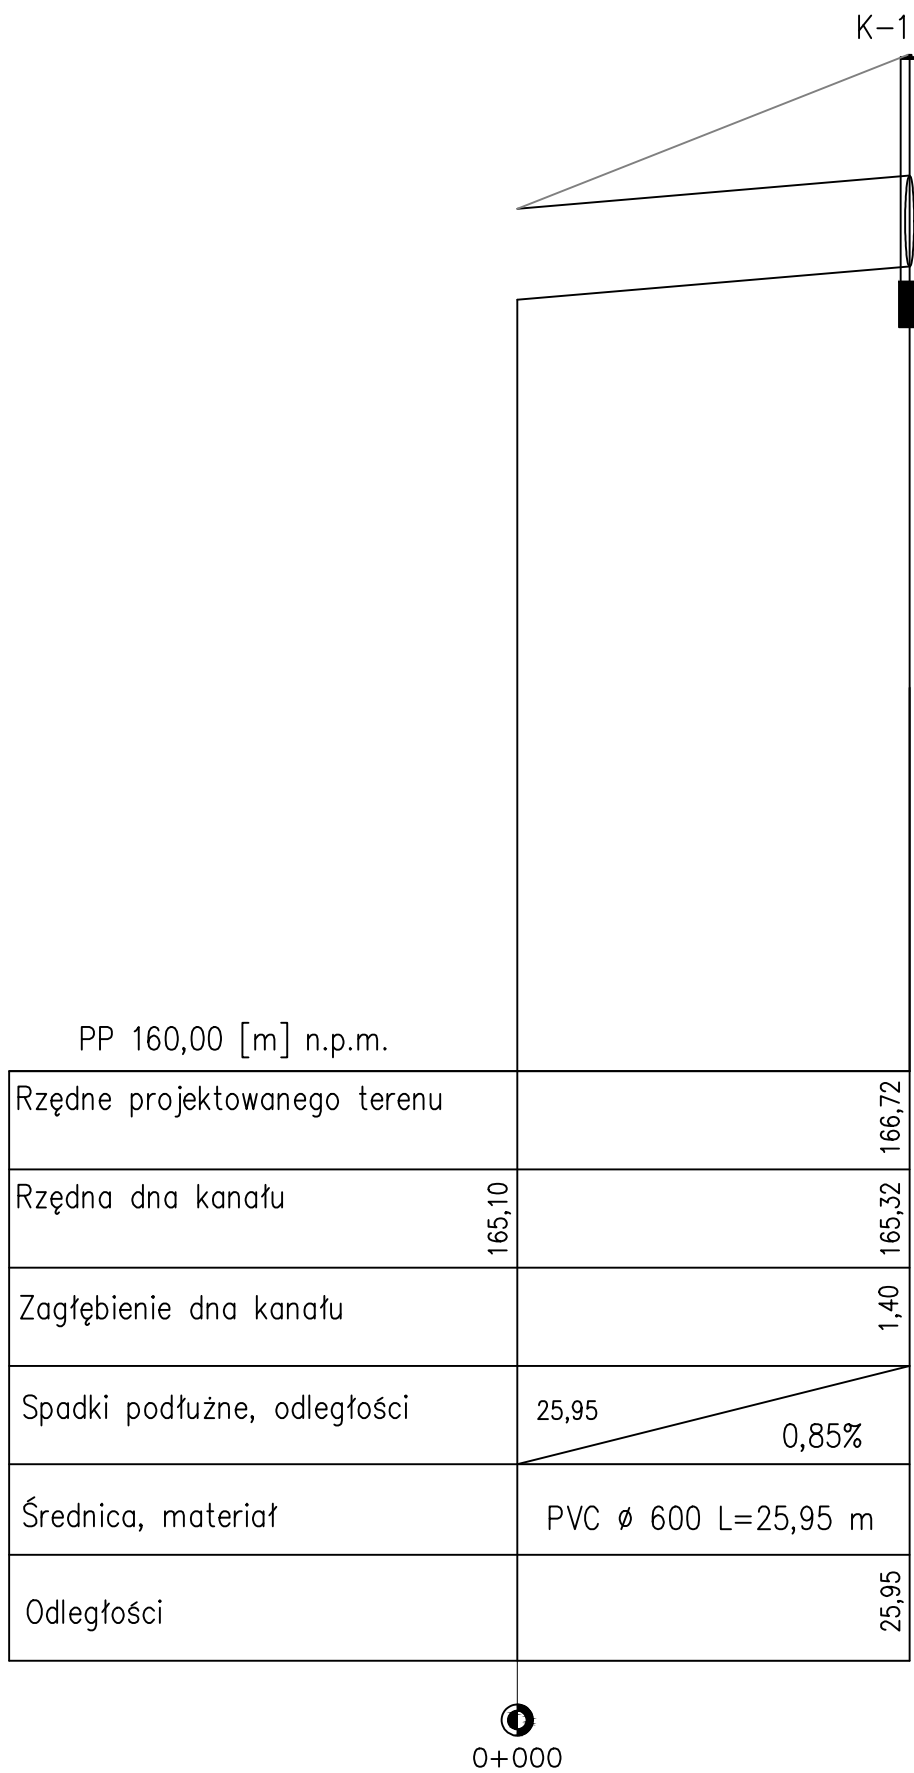 K-1
PP 160,00 [m] n.p.m.
Rzędne projektowanego terenu
166,72
Rzędna dna kanału
165,10
165,32
Zagłębienie dna kanału
1,40
Spadki podłużne, odległości
25,95
0,85%
Średnica, materiał
PVC ø 600 L=25,95 m
Odległości
25,95
0+000